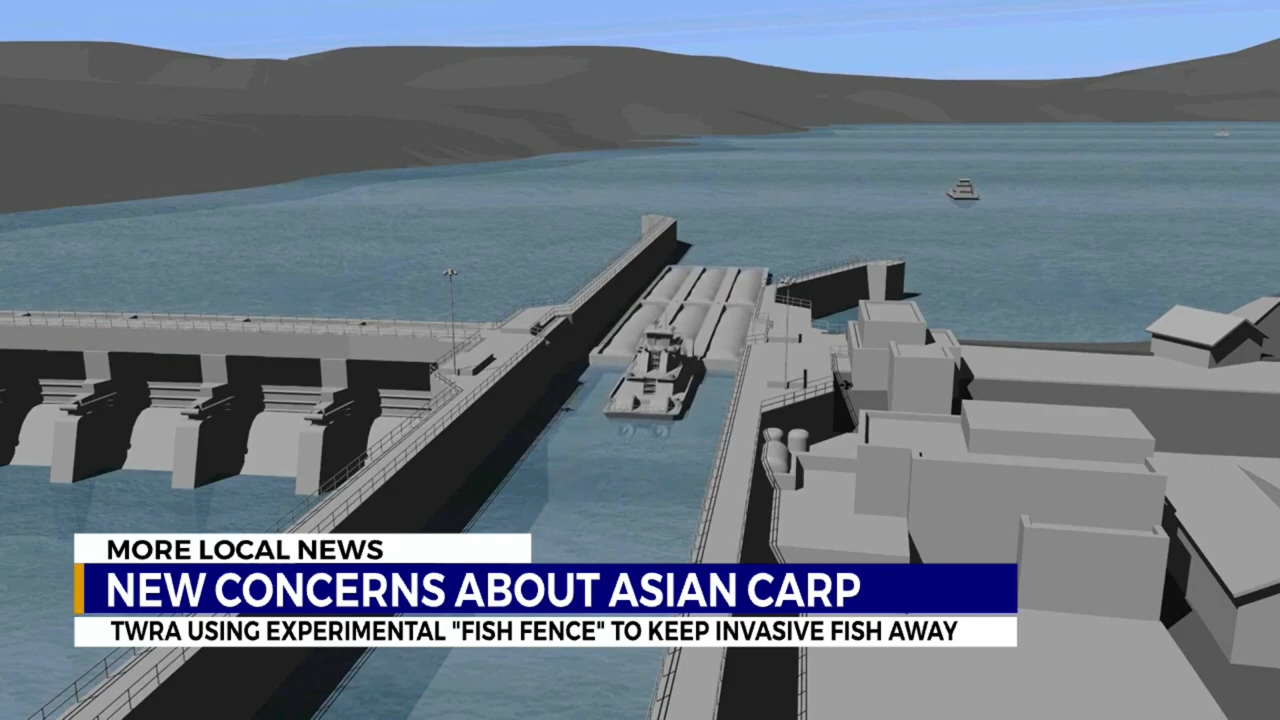 MORE LOCAL NEWS
NEW CONCERNS ABOUT ASIAN CARP
TWRA USING EXPERIMENTAL "FISH FENCE" TO KEEP INVASIVE FISH AWAY